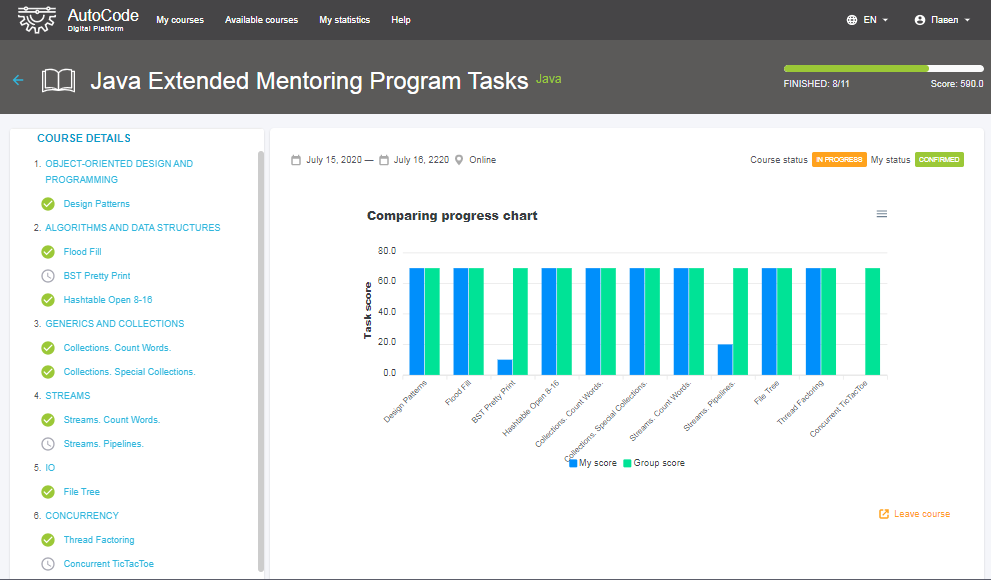 AutoCode
Digital Platform
My courses
Available courses
My statistics
Help
EN
Павел
Java Extended Mentoring Program Tasks
Java
FINISHED: 8/11
Score: 590.0
COURSE DETAILS
1. OBJECT-ORIENTED DESIGN AND
PROGRAMMING
Design Patterns
2. ALGORITHMS AND DATA STRUCTURES
Flood Fill
BST Pretty Print
Hashtable Open 8-16
3. GENERICS AND COLLECTIONS
Collections. Count Words.
Collections. Special Collections.
4. STREAMS
Streams. Count Words.
Streams. Pipelines.
5. IO
File Tree
6. CONCURRENCY
Thread Factoring
Concurrent TicTacToe
July 15, 2020 — July 16, 2220 Online
Course status IN PROGRESS My status CONFIRMED
Comparing progress chart
Task score
80.0
60.0
40.0
20.0
0.0
Design Patterns
Flood Fill
BST Pretty Print
Hashtable Open 8-16
Collections. Count Words.
Collections. Special Collections.
Streams. Count Words.
Streams. Pipelines.
File Tree
Thread Factoring
Concurrent TicTacToe
My score
Group score
Leave course